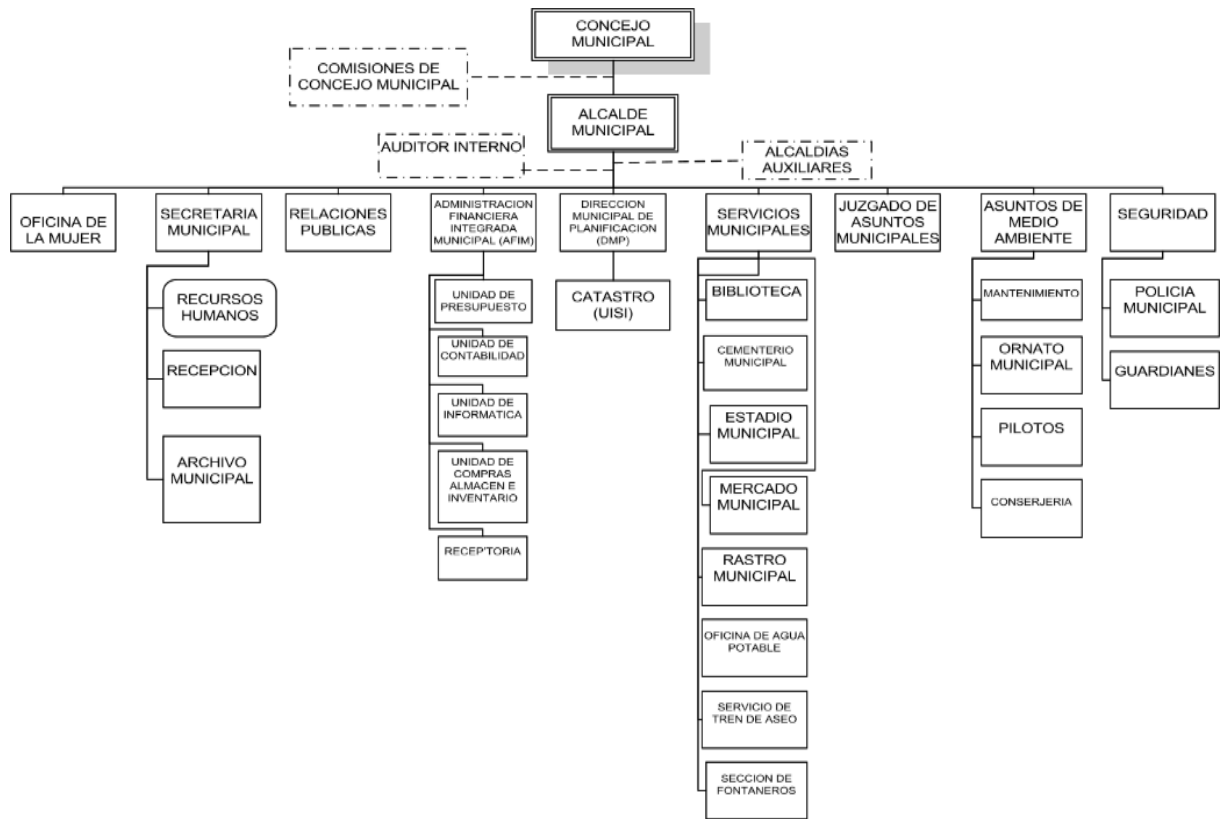 CONCEJO
MUNICIPAL
COMISIONES DE
CONCEJO MUNICIPAL
ALCALDE
MUNICIPAL
AUDITOR INTERNO
ALCALDIAS
AUXILIARES
OFICINA DE
LA MUJER
SECRETARIA
MUNICIPAL
RELACIONES
PUBLICAS
ADMINISTRACION
FINANCIERA
INTEGRADA
MUNICIPAL (AFIM)
DIRECCION
MUNICIPAL DE
PLANIFICACION
(DMP)
SERVICIOS
MUNICIPALES
JUZGADO DE
ASUNTOS
MUNICIPALES
ASUNTOS DE
MEDIO
AMBIENTE
SEGURIDAD
RECURSOS
HUMANOS
RECEPCION
ARCHIVO
MUNICIPAL
UNIDAD DE
PRESUPUESTO
UNIDAD DE
CONTABILIDAD
UNIDAD DE
INFORMATICA
UNIDAD DE
COMPRAS
ALMACEN E
INVENTARIO
RECEP'TORIA
CATASTRO
(UISI)
BIBLIOTECA
CEMENTERIO
MUNICIPAL
ESTADIO
MUNICIPAL
MERCADO
MUNICIPAL
RASTRO
MUNICIPAL
OFICINA DE AGUA
POTABLE
SERVICIO DE
TREN DE ASEO
SECCION DE
FONTANEROS
MANTENIMIENTO
ORNATO
MUNICIPAL
PILOTOS
CONSERJERIA
POLICIA
MUNICIPAL
GUARDIANES